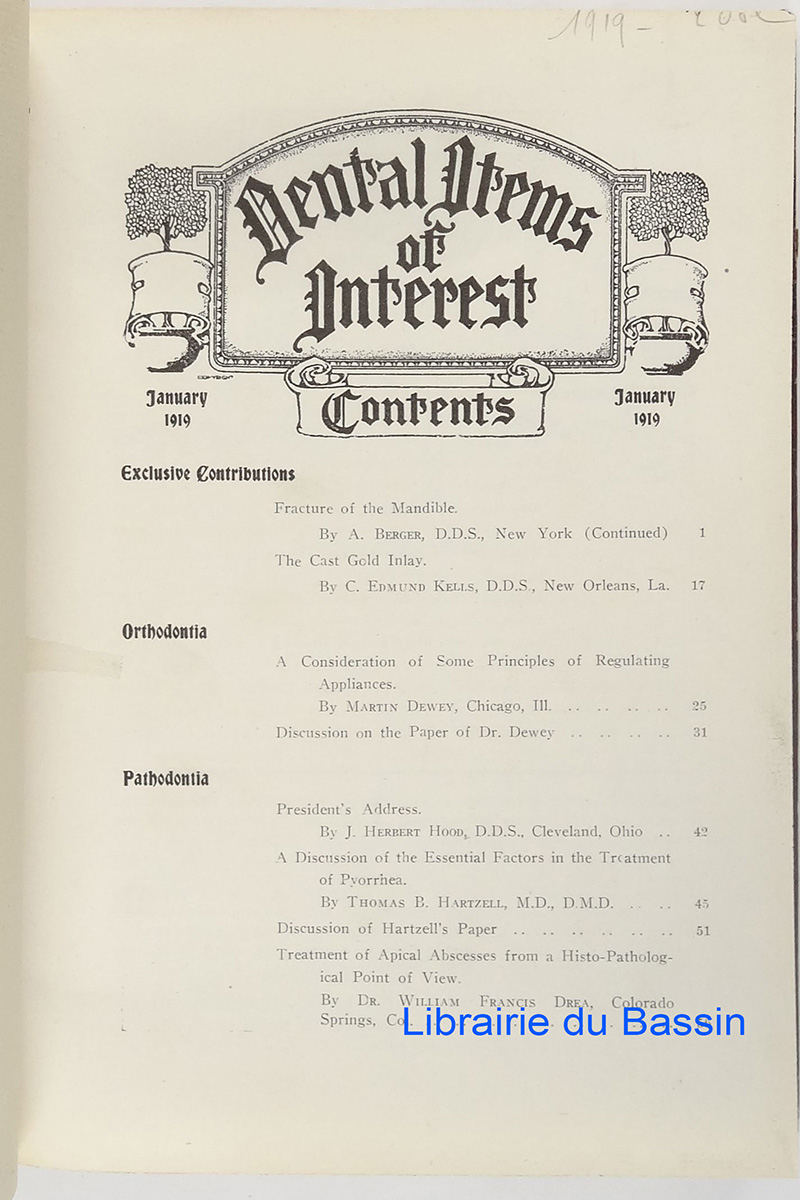 1919 -
Dental Items
of
Interest
Contents
January
1919
January
1919
Exclusive Contributions
Fracture of the Mandible.
By A. BERGER, D.D.S., New York (Continued) 1
The Cast Gold Inlay.
By C. EDMUND KELLS, D.D.S., New Orleans, La. 17
Orthodontia
A Consideration of Some Principles of Regulating
Appliances.
By MARTIN DEWEY, Chicago, Ill. .. .. .. .. .. 25
Discussion on the Paper of Dr. Dewey .. .. .. .. .. 31
Pathodontia
President's Address.
By J. HERBERT HOOD, D.D.S., Cleveland, Ohio .. 42
A Discussion of the Essential Factors in the Treatment
of Pyorrhea.
By THOMAS B. HARTZELL, M.D., D.M.D. .. .. 45
Discussion of Hartzell's Paper .. .. .. .. .. .. .. 51
Treatment of Apical Abscesses from a Histo-Patholog-
ical Point of View.
By DR. WILLIAM FRANCIS DREA, Colorado
Springs, Co
Librairie du Bassin